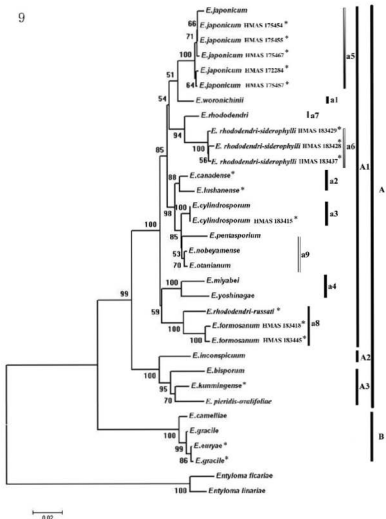 9
E.japonicum
66
E.japonicum HMAS 175454 *
71
E.japonicum HMAS 175455 *
100
E.japonicum HMAS 175467 *
a5
E.japonicum HMAS 172284 *
51
64
E.japonicum HMAS 175457 *
E.woronichinii
a1
54
E.rhododendri
a7
94
E.rhododendri-siderophylli HMAS 183429 *
100
E.rhododendri-siderophylli HMAS 183428 *
a6
56
E.rhododendri-siderophylli HMAS 183437 *
85
A1
88
E.canadense *
a2
E.lushanense *
A
98
100
E.cylindrosporum
a3
E.cylindrosporum HMAS 183415 *
85
E.pentasporium
100
53
E.nobeyamense
a9
70
E.otanianum
E.miyabei
a4
E.yoshinagae
99
59
E.rhododendri-russati *
100
E.formosanum HMAS 183418 *
a8
100
E.formosanum HMAS 183445 *
E.inconspicuum
A2
100
E.bisporum
95
E.kunmingense *
A3
70
E. pieridis-ovalifoliae
E.camelliae
100
E.gracile
B
99
E.euryae *
86
E.gracile *
Entyloma ficariae
100
Entyloma linariae
0.02